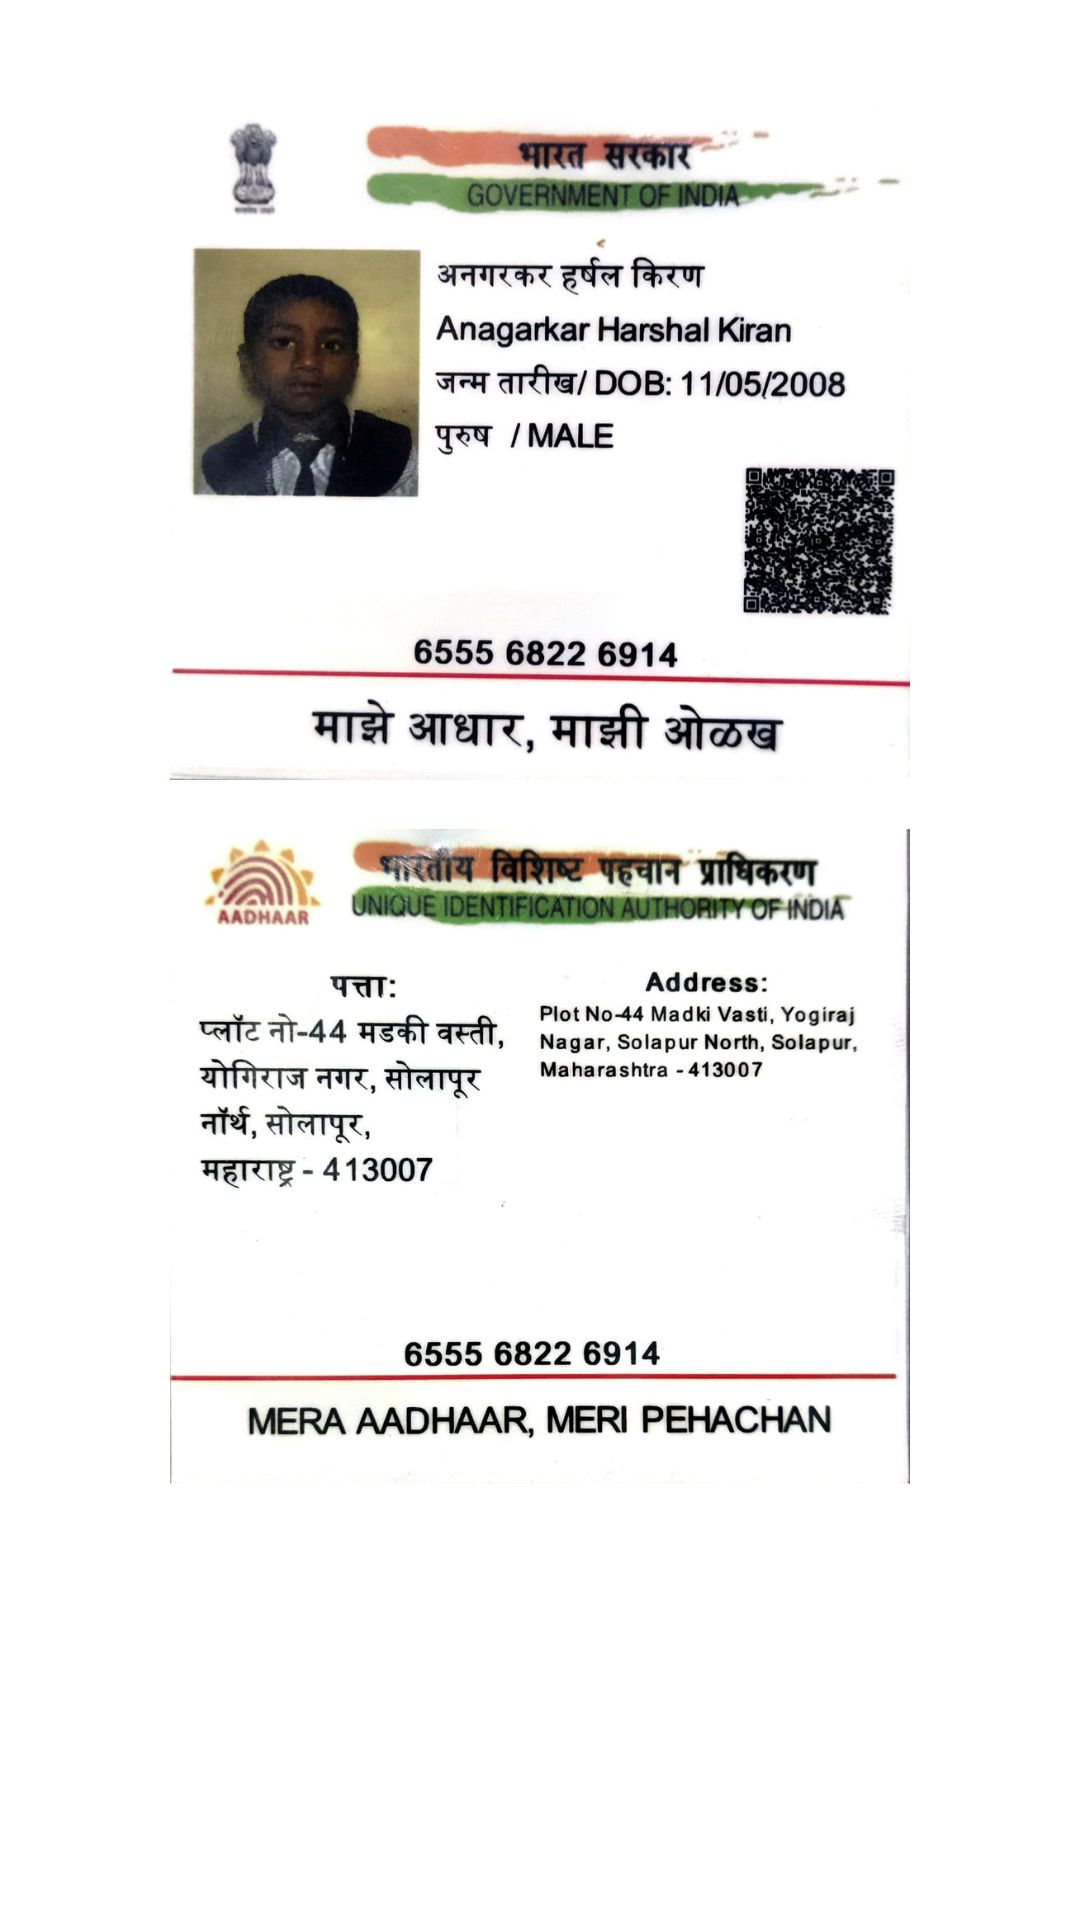 भारत सरकार
GOVERNMENT OF INDIA
अनगरकर हर्षल किरण
Anagarkar Harshal Kiran
जन्म तारीख/ DOB: 11/05/2008
पुरुष / MALE
6555 6822 6914
माझे आधार, माझी ओळख
भारतीय विशिष्ट पहचान प्राधिकरण
UNIQUE IDENTIFICATION AUTHORITY OF INDIA
AADHAAR
पत्ता:
प्लॉट नो-44 मडकी वस्ती,
योगिराज नगर, सोलापूर
नॉर्थ, सोलापूर,
महाराष्ट्र - 413007
Address:
Plot No-44 Madki Vasti, Yogiraj
Nagar, Solapur North, Solapur,
Maharashtra - 413007
6555 6822 6914
MERA AADHAAR, MERI PEHACHAN